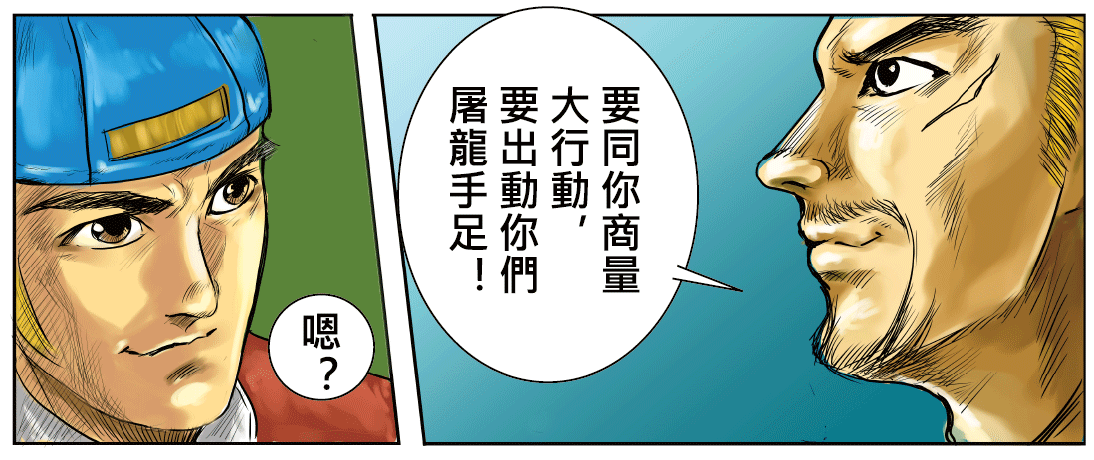 要同你商量
大行動，
要出動你們
屠龍手足！
嗯？